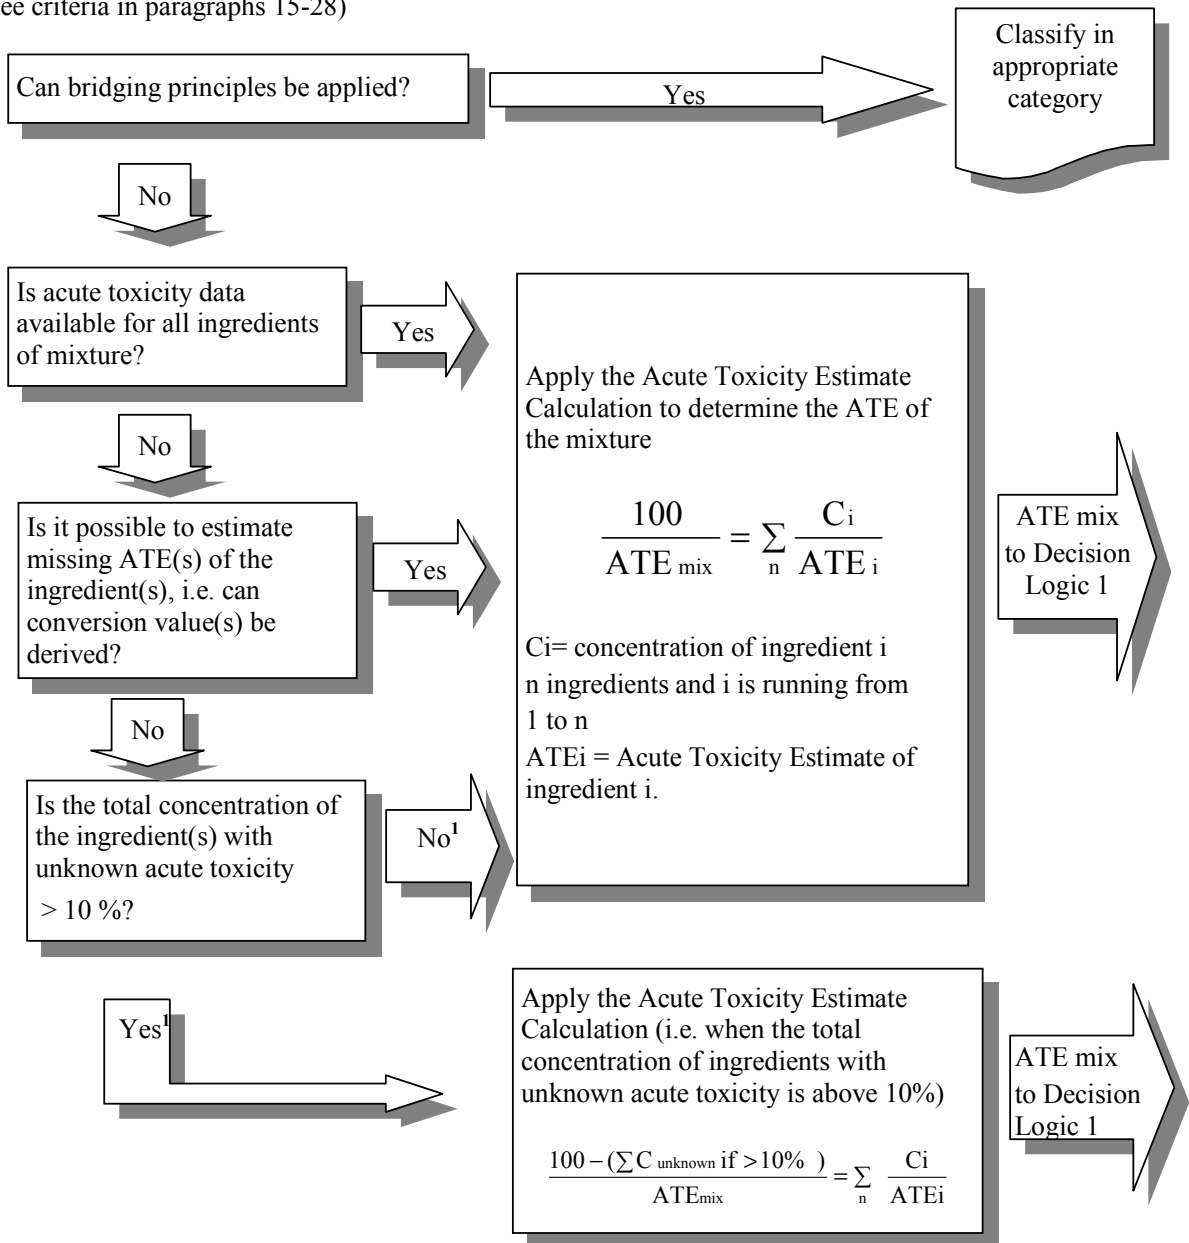 ee criteria in paragraphs 15-28)
Can bridging principles be applied?
Yes
Classify in
appropriate
category
No
Is acute toxicity data
available for all ingredients
of mixture?
Yes
No
Is it possible to estimate
missing ATE(s) of the
ingredient(s), i.e. can
conversion value(s) be
derived?
Yes
No
Is the total concentration of
the ingredient(s) with
unknown acute toxicity
> 10 %?
No¹
Apply the Acute Toxicity Estimate
Calculation to determine the ATE of
the mixture
100 / ATE mix = ∑ n Ci / ATE i
Ci= concentration of ingredient i
n ingredients and i is running from
1 to n
ATEi = Acute Toxicity Estimate of
ingredient i.
ATE mix
to Decision
Logic 1
Yes¹
Apply the Acute Toxicity Estimate
Calculation (i.e. when the total
concentration of ingredients with
unknown acute toxicity is above 10%)
100 – (∑C unknown if >10% ) / ATEmix = ∑ n Ci / ATEi
ATE mix
to Decision
Logic 1